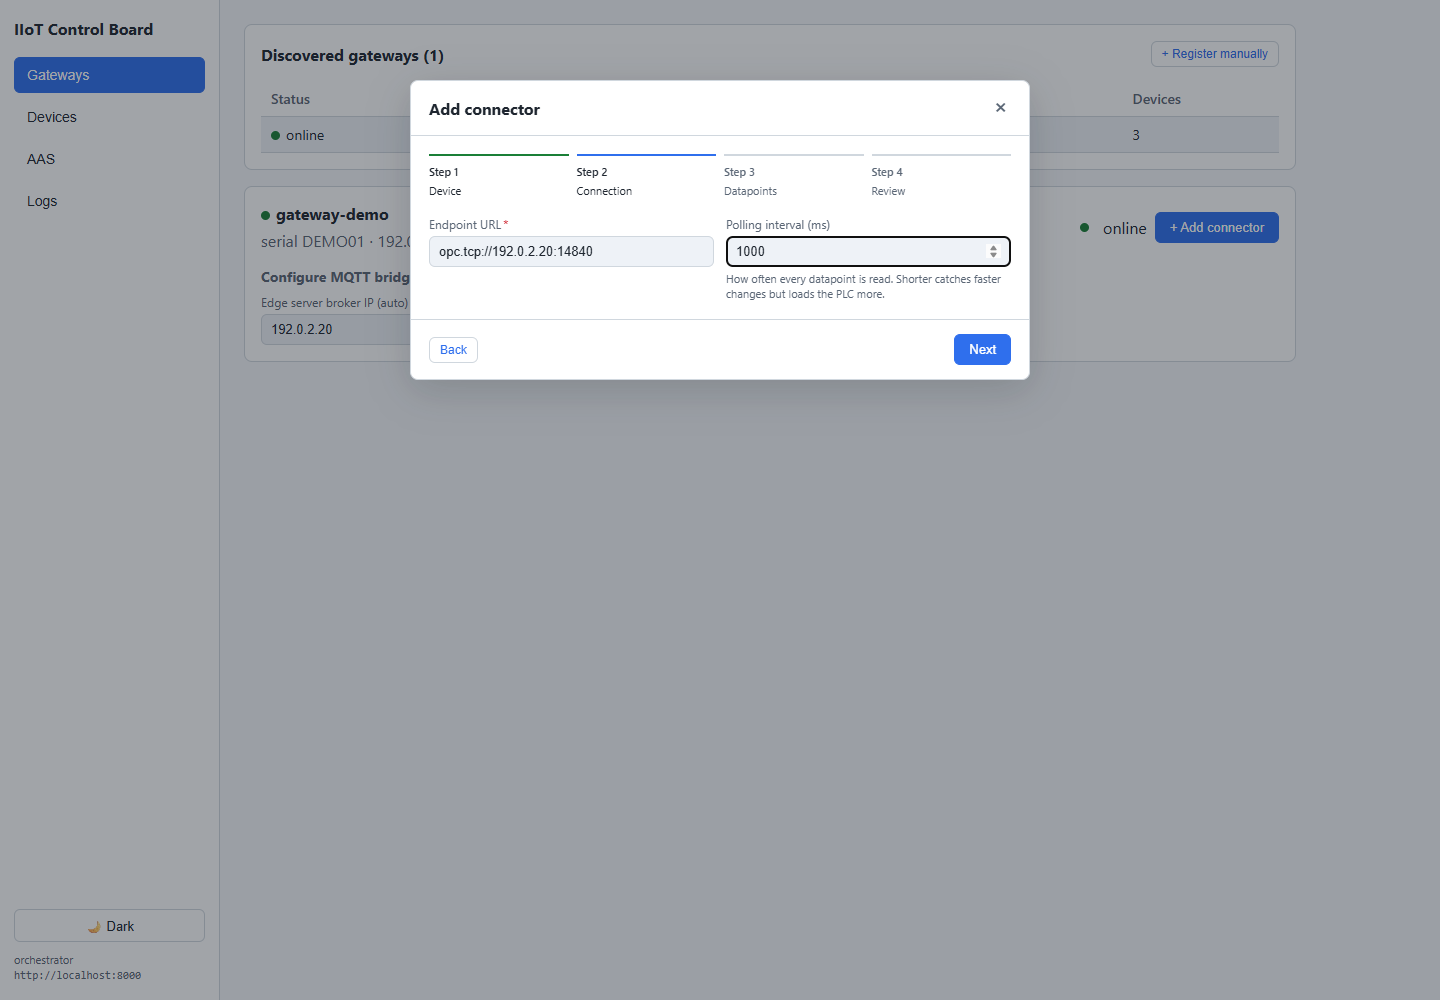 IIoT Control Board
Gateways
Devices
AAS
Logs
Discovered gateways (1)
+ Register manually
Status
Devices
online
3
gateway-demo
serial DEMO01 · 192.0
online
+ Add connector
Configure MQTT bridg
Edge server broker IP (auto)
192.0.2.20
Add connector
×
Step 1
Device
Step 2
Connection
Step 3
Datapoints
Step 4
Review
Endpoint URL*
opc.tcp://192.0.2.20:14840
Polling interval (ms)
1000
How often every datapoint is read. Shorter catches faster
changes but loads the PLC more.
Back
Next
🌙 Dark
orchestrator
http://localhost:8000